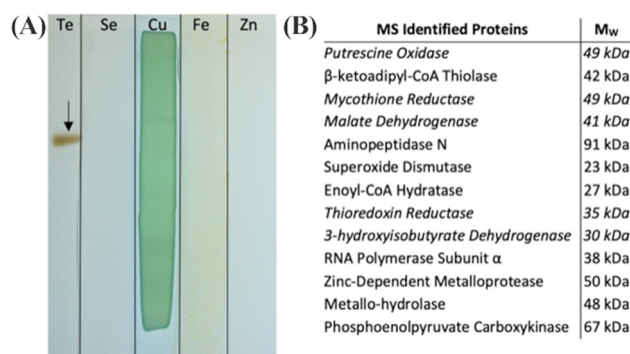 (A) Te Se Cu Fe Zn
(B) MS Identified Proteins Mw
Putrescine Oxidase 49 kDa
β-ketoadipyl-CoA Thiolase 42 kDa
Mycothione Reductase 49 kDa
Malate Dehydrogenase 41 kDa
Aminopeptidase N 91 kDa
Superoxide Dismutase 23 kDa
Enoyl-CoA Hydratase 27 kDa
Thioredoxin Reductase 35 kDa
3-hydroxyisobutyrate Dehydrogenase 30 kDa
RNA Polymerase Subunit α 38 kDa
Zinc-Dependent Metalloprotease 50 kDa
Metallo-hydrolase 48 kDa
Phosphoenolpyruvate Carboxykinase 67 kDa